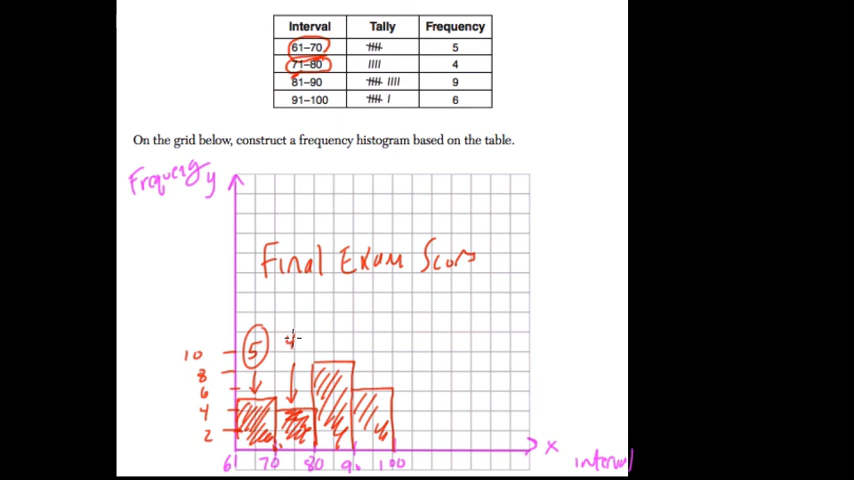 Interval Tally Frequency
61–70 5
71–80 4
81–90 9
91–100 6
On the grid below, construct a frequency histogram based on the table.
Frequency y
Final Exam Scors
10 5 4
8
6
4
2
x
61 70 80 90 100 interval